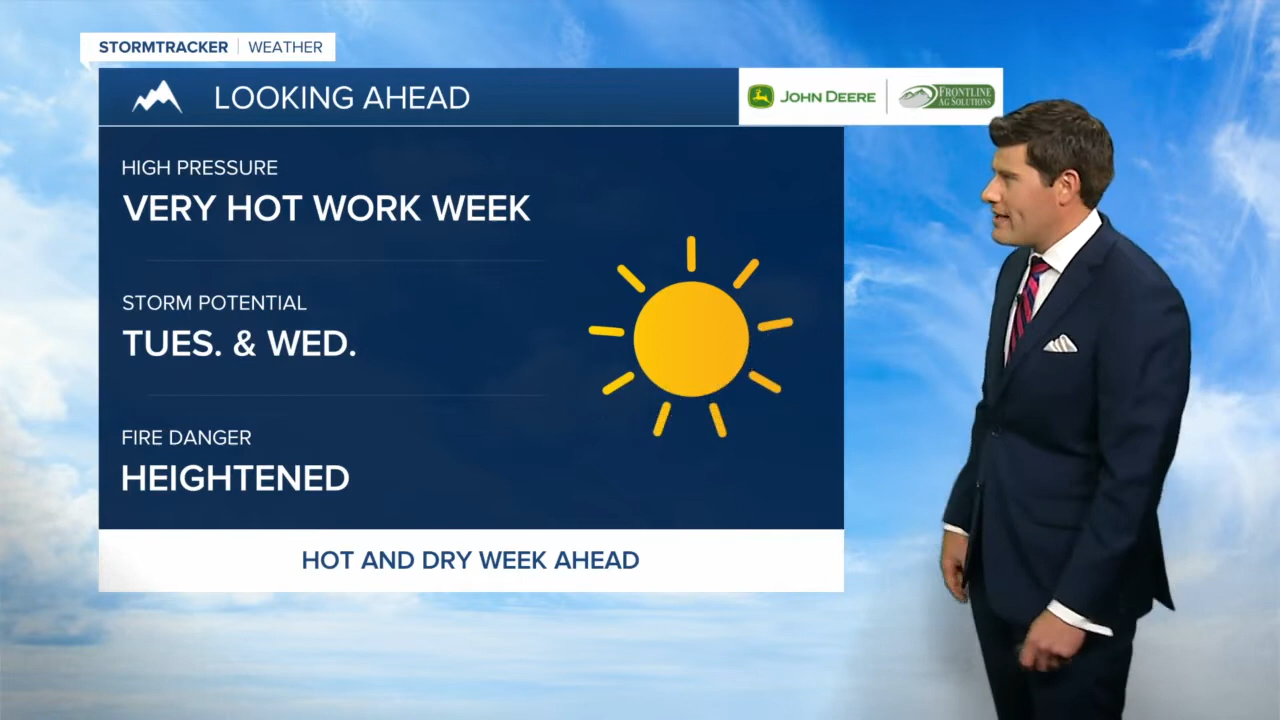 STORMTRACKER | WEATHER
LOOKING AHEAD
JOHN DEERE
FRONTLINE
AG SOLUTIONS
HIGH PRESSURE
VERY HOT WORK WEEK
STORM POTENTIAL
TUES. & WED.
FIRE DANGER
HEIGHTENED
HOT AND DRY WEEK AHEAD